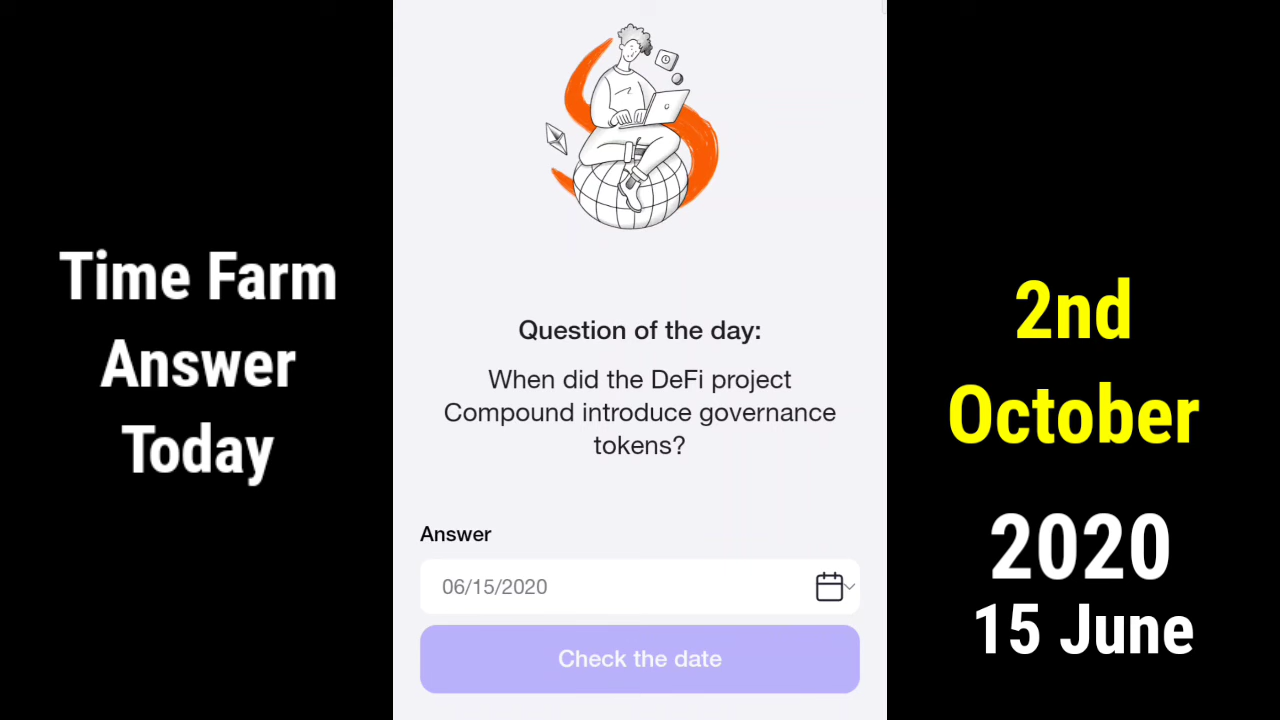 Time Farm
Answer
Today
Question of the day:
When did the DeFi project
Compound introduce governance
tokens?
Answer
06/15/2020
Check the date
2nd
October
2020
15 June